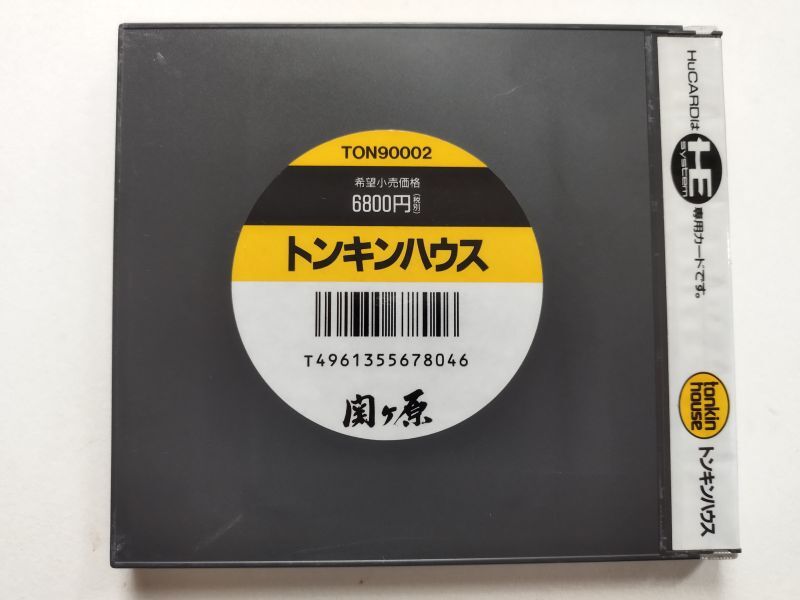 TON90002
希望小売価格
6800円(税別)
トンキンハウス
T4961355678046
関ヶ原
HuCARDは
HE
system
専用カードです。
tonkin
house
トンキンハウス